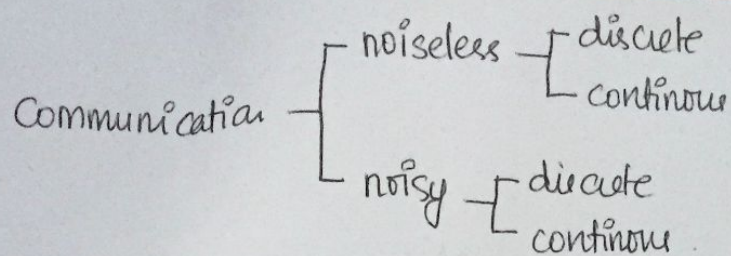 noiseless
discrete
continous
Communication
noisy
discrete
continous.